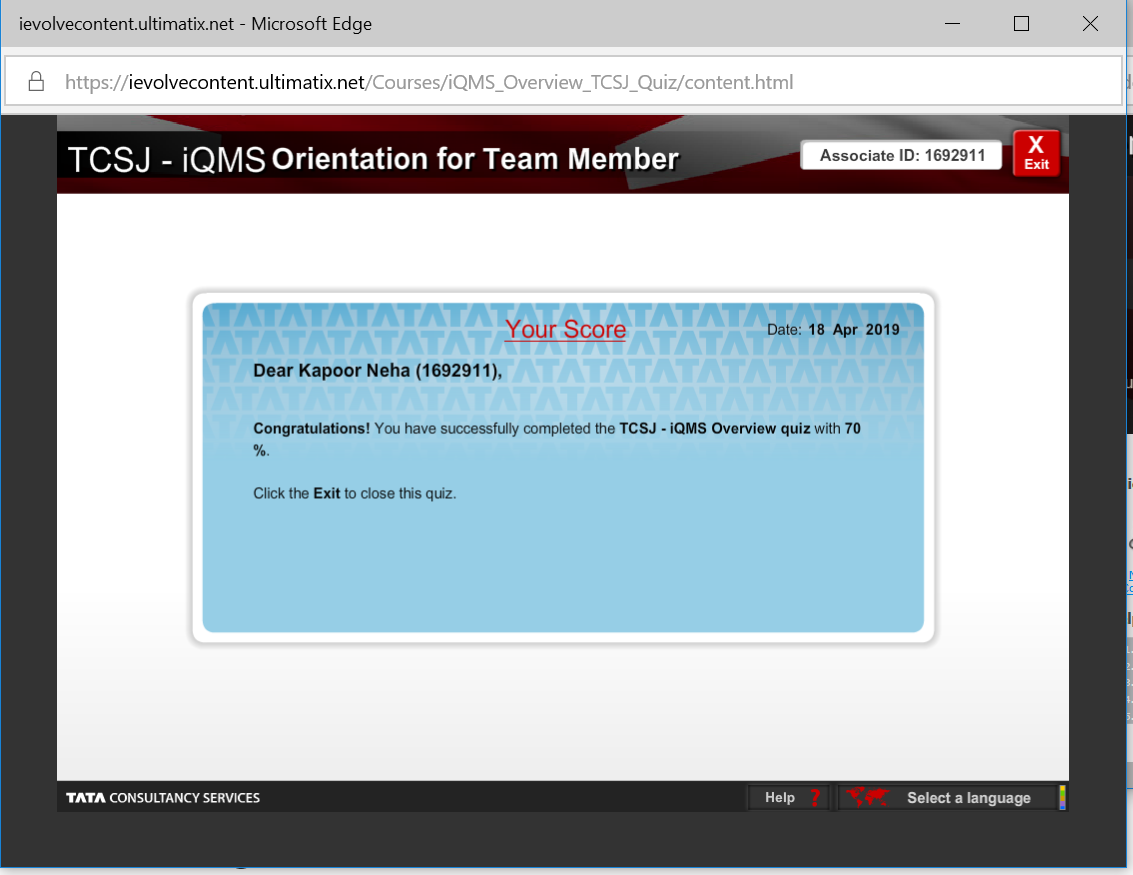 ievolvecontent.ultimatix.net - Microsoft Edge
https://ievolvecontent.ultimatix.net/Courses/iQMS_Overview_TCSJ_Quiz/content.html
TCSJ - iQMS Orientation for Team Member
Associate ID: 1692911
X
Exit
Your Score
Date: 18 Apr 2019
Dear Kapoor Neha (1692911),
Congratulations! You have successfully completed the TCSJ - iQMS Overview quiz with 70
%.
Click the Exit to close this quiz.
TATA CONSULTANCY SERVICES
Help ?
Select a language